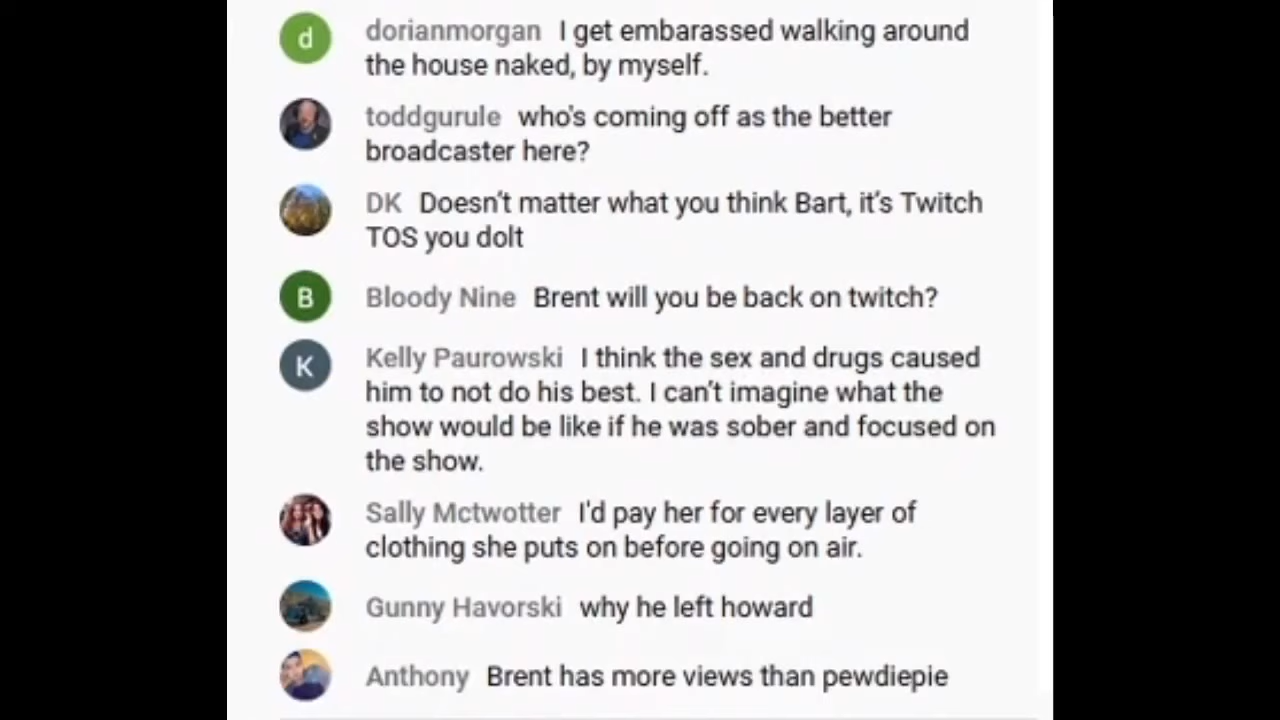 d dorianmorgan I get embarassed walking around
the house naked, by myself.
toddgurule who's coming off as the better
broadcaster here?
DK Doesn't matter what you think Bart, it's Twitch
TOS you dolt
B Bloody Nine Brent will you be back on twitch?
K Kelly Paurowski I think the sex and drugs caused
him to not do his best. I can't imagine what the
show would be like if he was sober and focused on
the show.
Sally Mctwotter I'd pay her for every layer of
clothing she puts on before going on air.
Gunny Havorski why he left howard
Anthony Brent has more views than pewdiepie